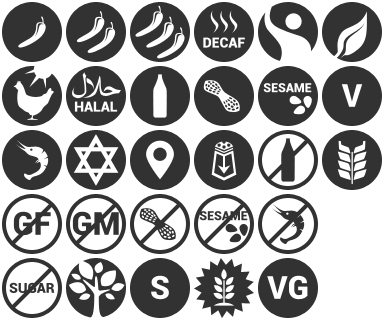 DECAF
حلال
HALAL
SESAME
V
GF
GM
SESAME
SUGAR
S
VG